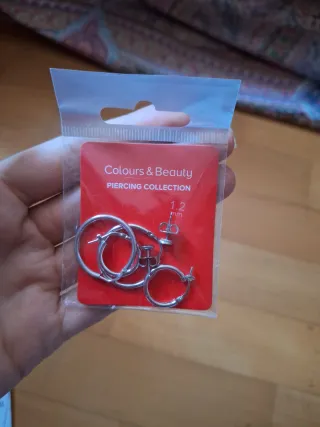 Colours & Beauty
PIERCING COLLECTION
1,2
mm